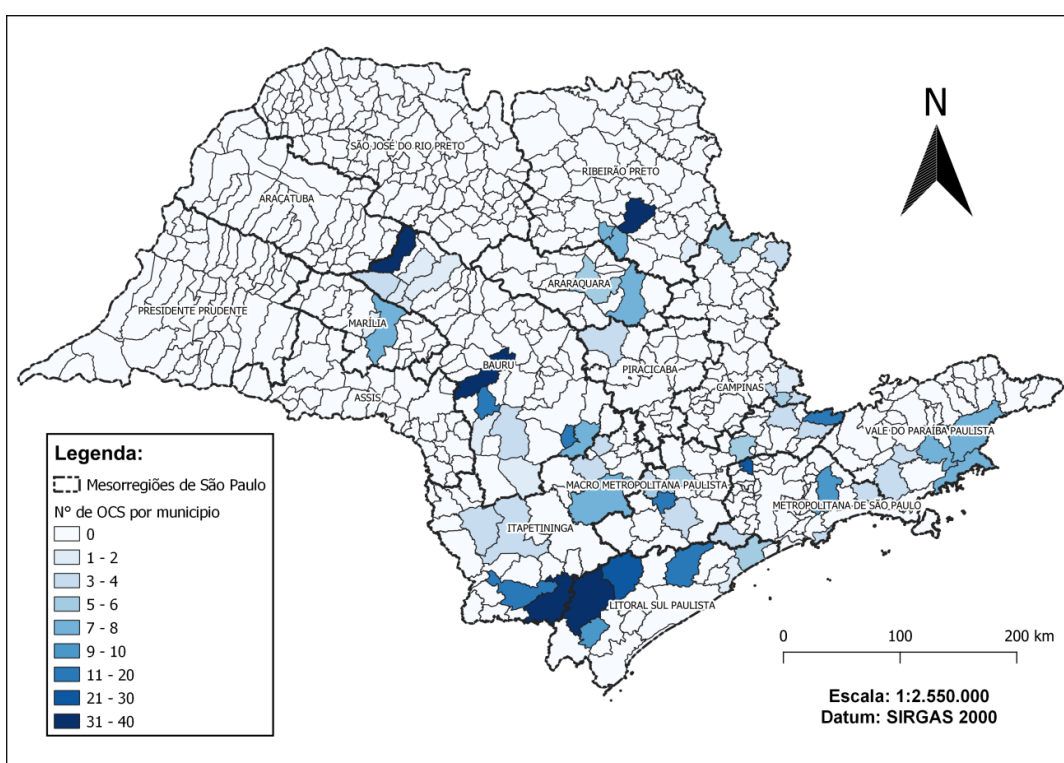 N
SÃO JOSÉ DO RIO PRETO
RIBEIRÃO PRETO
ARAÇATUBA
ARARAQUARA
PRESIDENTE PRUDENTE
MARÍLIA
BAURU
PIRACICABA
CAMPINAS
ASSIS
VALE DO PARAÍBA PAULISTA
MACRO METROPOLITANA PAULISTA
METROPOLITANA DE SÃO PAULO
ITAPETININGA
LITORAL SUL PAULISTA
Legenda:
Mesorregiões de São Paulo
N° de OCS por municipio
0
1 - 2
3 - 4
5 - 6
7 - 8
9 - 10
11 - 20
21 - 30
31 - 40
0 100 200 km
Escala: 1:2.550.000
Datum: SIRGAS 2000